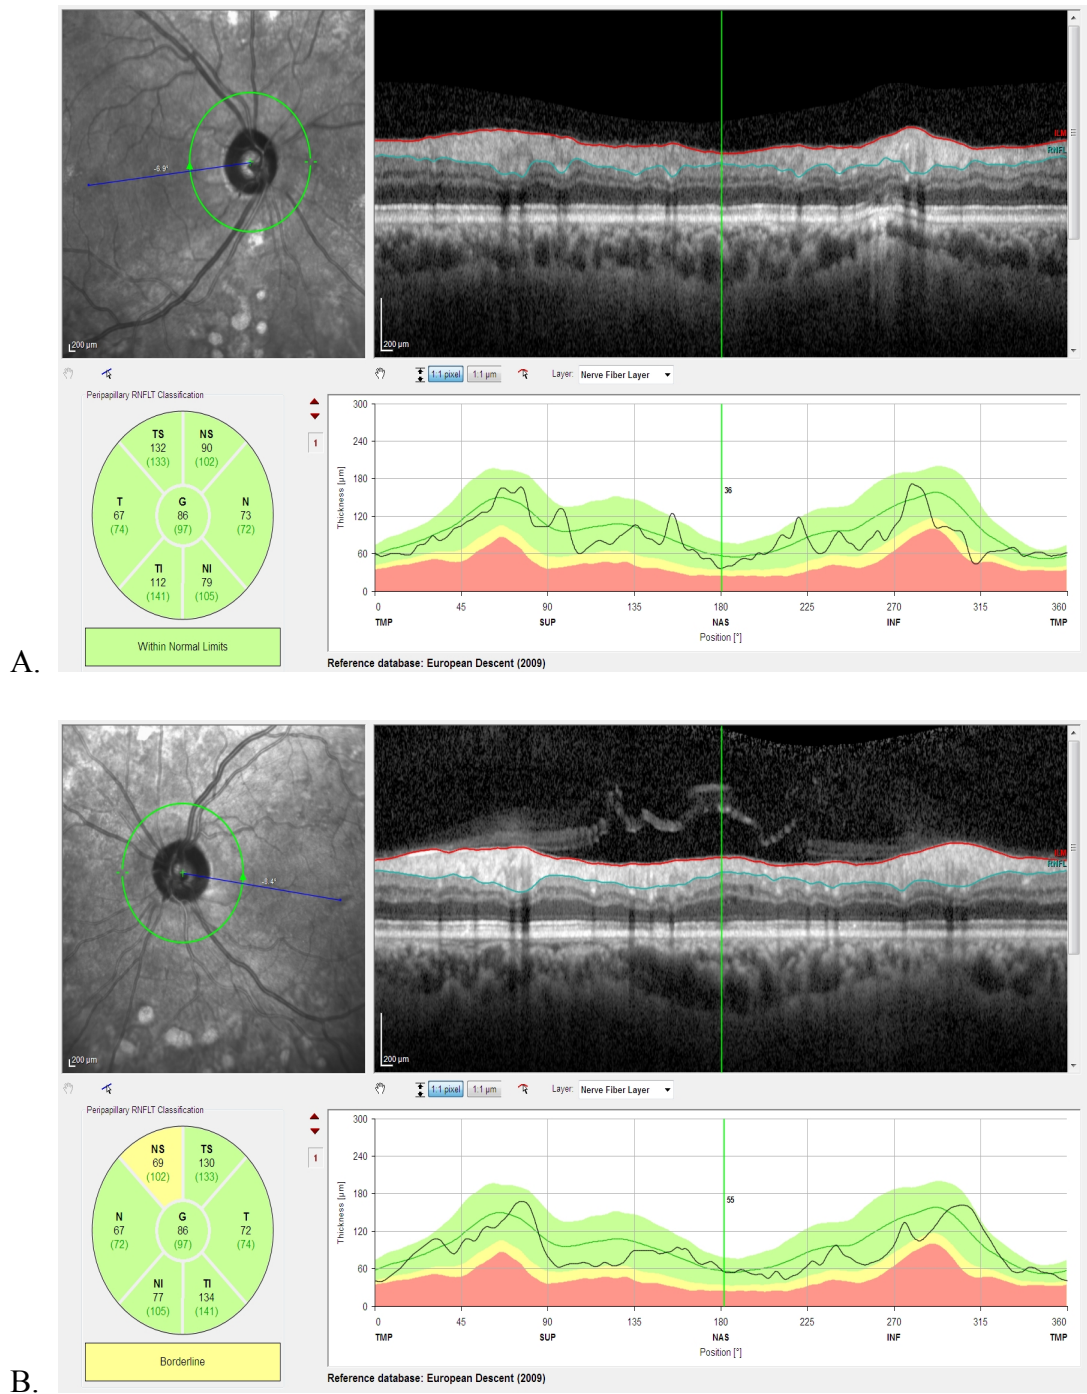 -6.9°
200 µm
ILM
RNFL
200 µm
1:1 pixel 1:1 µm Layer: Nerve Fiber Layer
Peripapillary RNFLT Classification
TS
132
(133)
NS
90
(102)
T
67
(74)
G
86
(97)
N
73
(72)
TI
112
(141)
NI
79
(105)
Within Normal Limits
1
Thickness [µm]
300
240
180
120
60
0
36
0 45 90 135 180 225 270 315 360
TMP SUP NAS INF TMP
Position [°]
Reference database: European Descent (2009)
A.
200 µm
RNFL
200 µm
1:1 pixel 1:1 µm Layer: Nerve Fiber Layer
Peripapillary RNFLT Classification
NS
69
(102)
TS
130
(133)
N
67
(72)
G
86
(97)
T
72
(74)
NI
77
(105)
TI
134
(141)
Borderline
1
Thickness [µm]
300
240
180
120
60
0
55
0 45 90 135 180 225 270 315 360
TMP SUP NAS INF TMP
Position [°]
Reference database: European Descent (2009)
B.